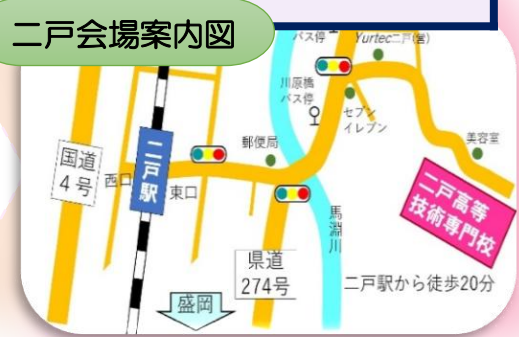 二戸会場案内図
バス停
Yurtec二戸(営)
川原橋
バス停
セブン
イレブン
郵便局
美容室
国道
4号
西口
二戸駅
東口
二戸高等
技術専門校
馬淵川
県道
274号
二戸駅から徒歩20分
盛岡